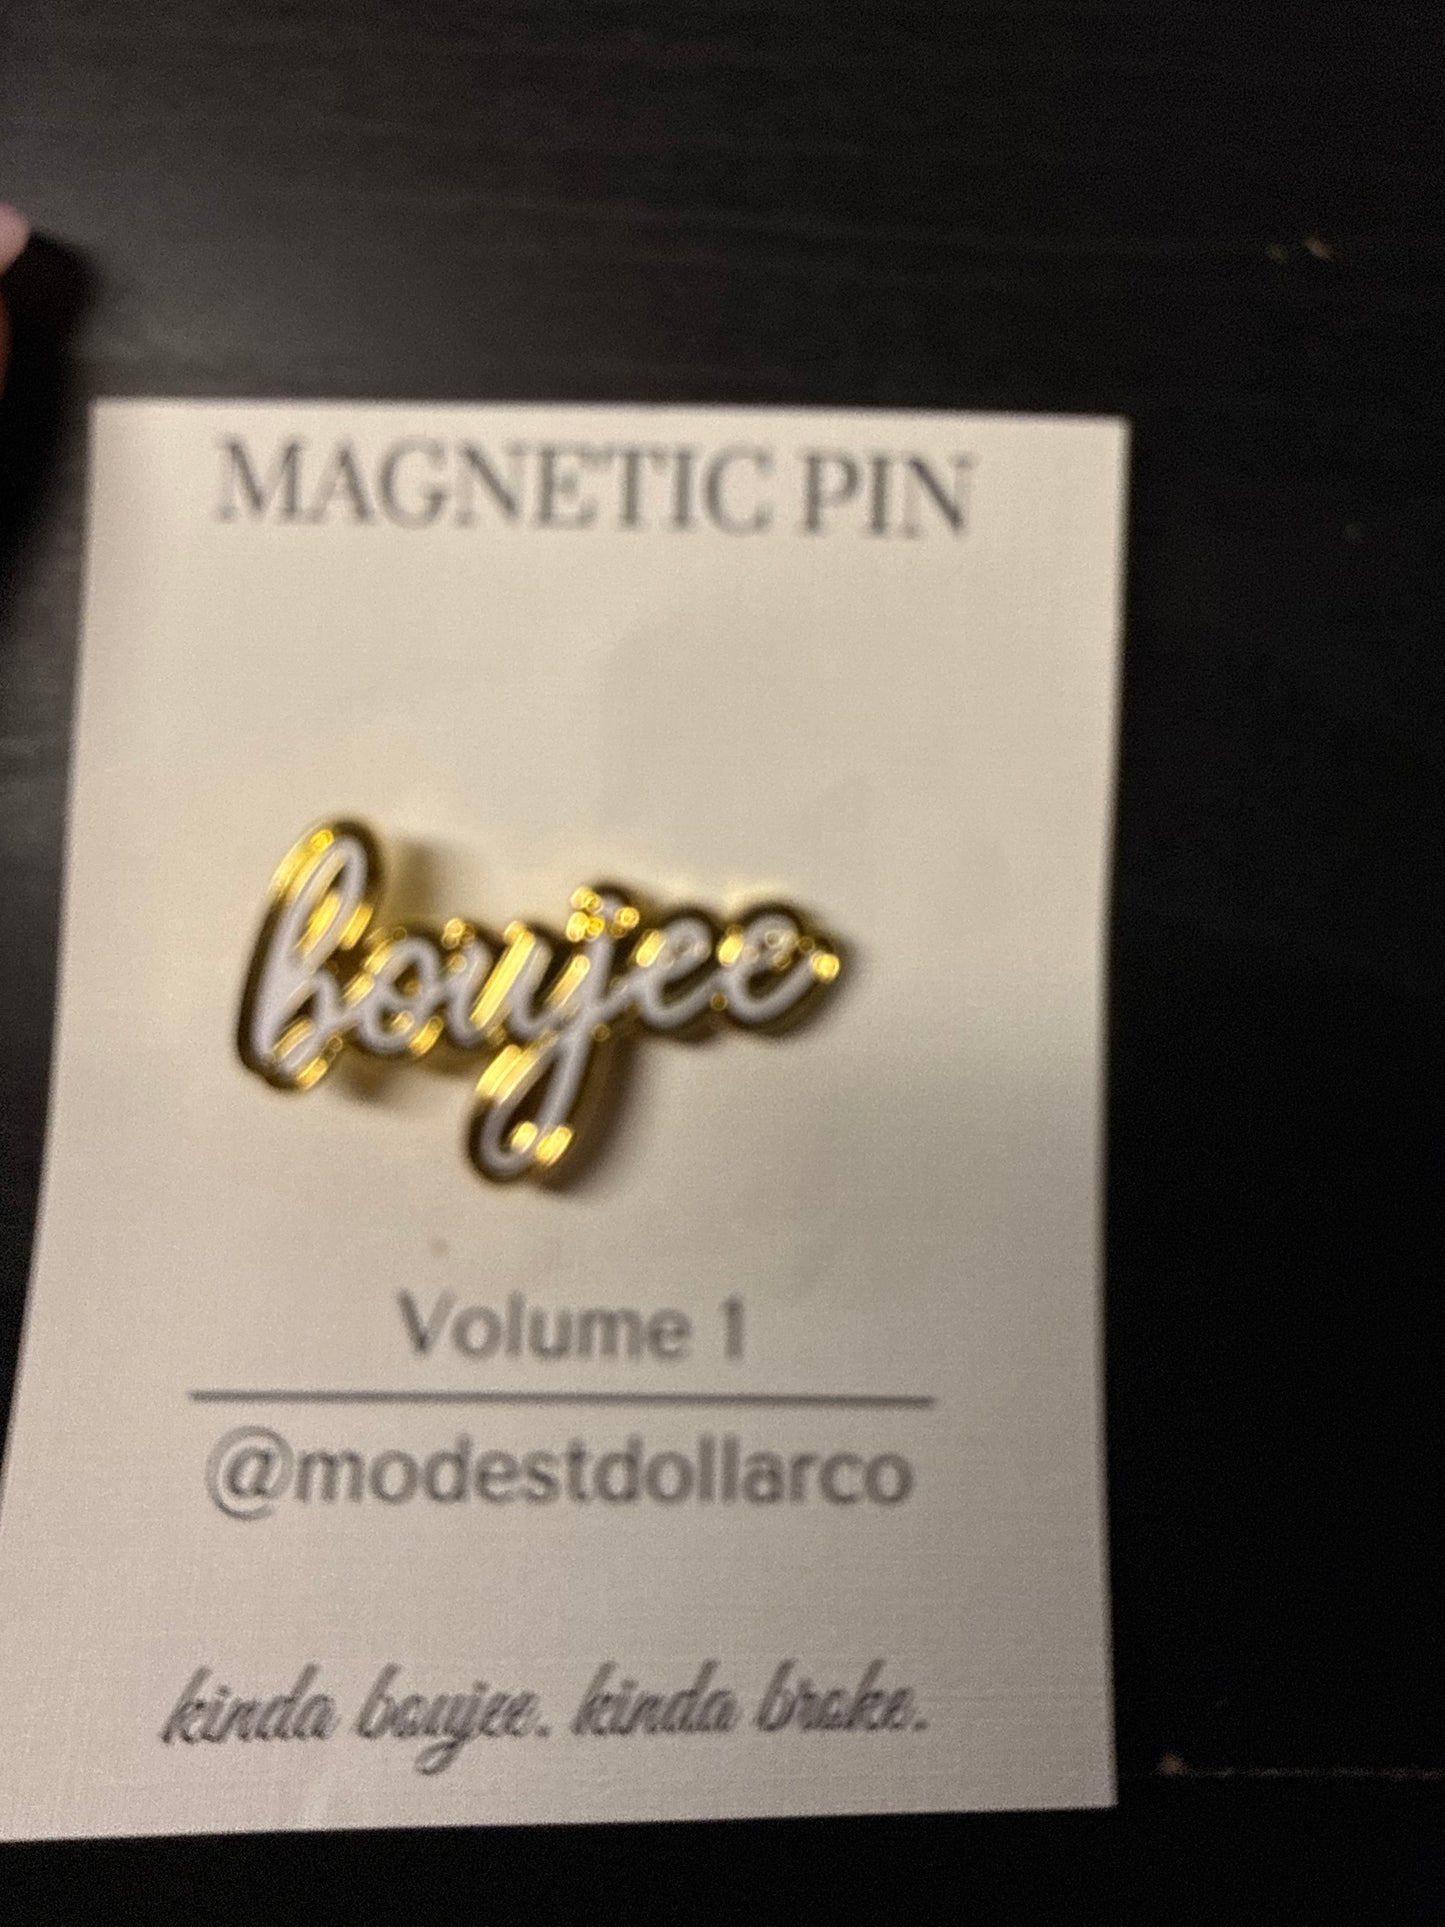 MAGNETIC PIN
boujee
Volume 1
@modestdollarco
kinda boujee. kinda broke.